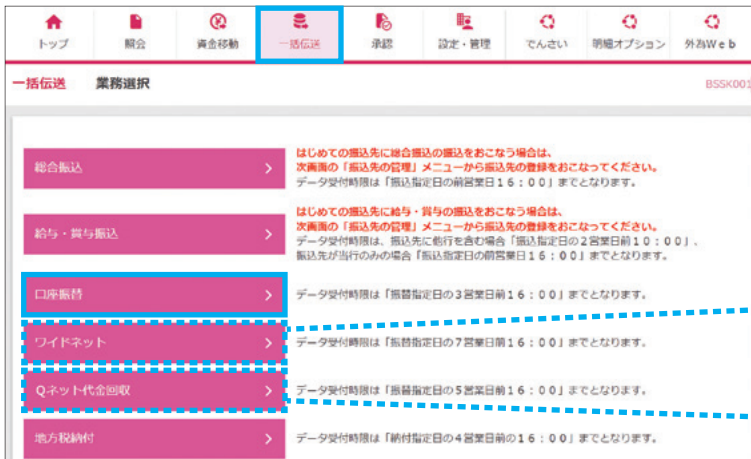 トップ 照会 資金移動 一括伝送 承認 設定・管理 でんさい 明細オプション 外為Ｗｅｂ
一括伝送 業務選択 BSSK001
総合振込
はじめての振込先に総合振込の振込をおこなう場合は、
次画面の「振込先の管理」メニューから振込先の登録をおこなってください。
データ受付時限は「振込指定日の前営業日１６：００」までとなります。
給与・賞与振込
はじめての振込先に給与・賞与の振込をおこなう場合は、
次画面の「振込先の管理」メニューから振込先の登録をおこなってください。
データ受付時限は、振込先に他行を含む場合「振込指定日の２営業日前１０：００」、
振込先が当行のみの場合「振込指定日の前営業日１６：００」までとなります。
口座振替 データ受付時限は「振替指定日の３営業日前１６：００」までとなります。
ワイドネット データ受付時限は「振替指定日の７営業日前１６：００」までとなります。
Ｑネット代金回収 データ受付時限は「振替指定日の５営業日前１６：００」までとなります。
地方税納付 データ受付時限は「納付指定日の４営業日前の１６：００」までとなります。